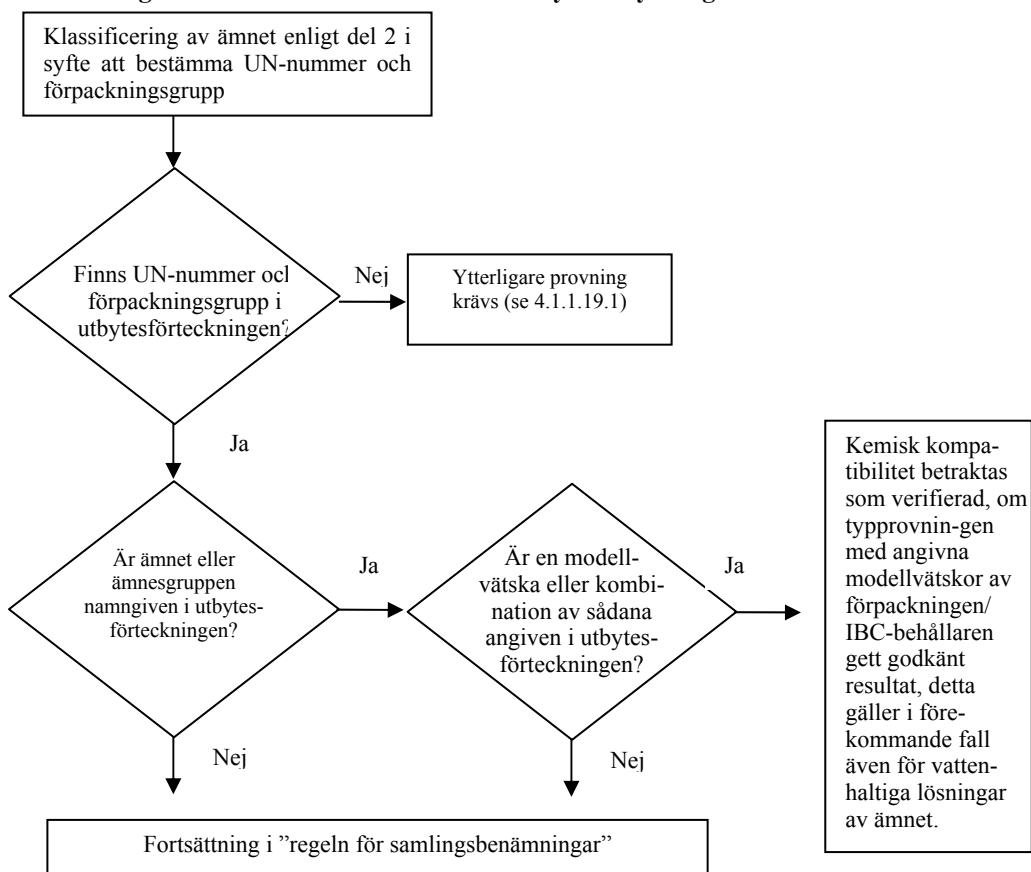 Klassificering av ämnet enligt del 2 i
syfte att bestämma UN-nummer och
förpackningsgrupp
Finns UN-nummer och
förpackningsgrupp i
utbytesförteckningen?
Nej
Ytterligare provning
krävs (se 4.1.1.19.1)
Ja
Är ämnet eller
ämnesgruppen
namngiven i utbytes-
förteckningen?
Ja
Är en modell-
vätska eller kombi-
nation av sådana
angiven i utbytes-
förteckningen?
Ja
Kemisk kompa-
tibilitet betraktas
som verifierad, om
typprovnin-gen
med angivna
modellvätskor av
förpackningen/
IBC-behållaren
gett godkänt
resultat, detta
gäller i före-
kommande fall
även för vatten-
haltiga lösningar
av ämnet.
Nej
Nej
Fortsättning i ”regeln för samlingsbenämningar”